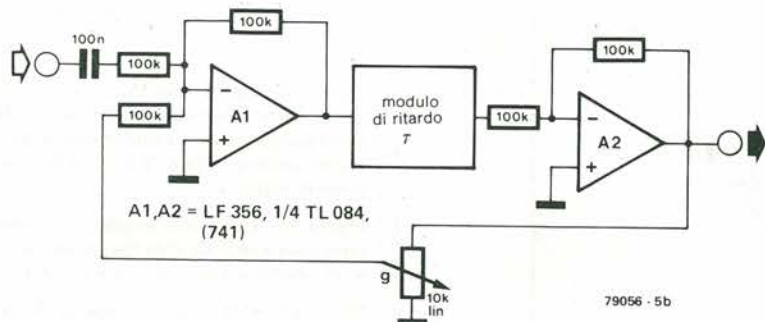 100n
100k
100k
100k
A1
−
+
modulo
di ritardo
τ
100k
100k
A2
−
+
A1,A2 = LF 356, 1/4 TL 084,
(741)
g
10k
lin
79056 - 5b